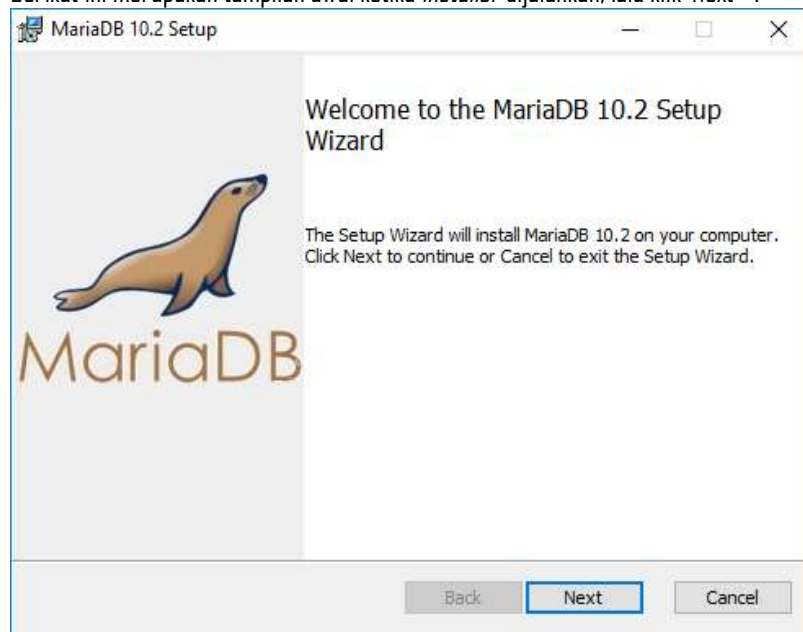 MariaDB 10.2 Setup
Welcome to the MariaDB 10.2 Setup
Wizard
The Setup Wizard will install MariaDB 10.2 on your computer.
Click Next to continue or Cancel to exit the Setup Wizard.
MariaDB
Back Next Cancel